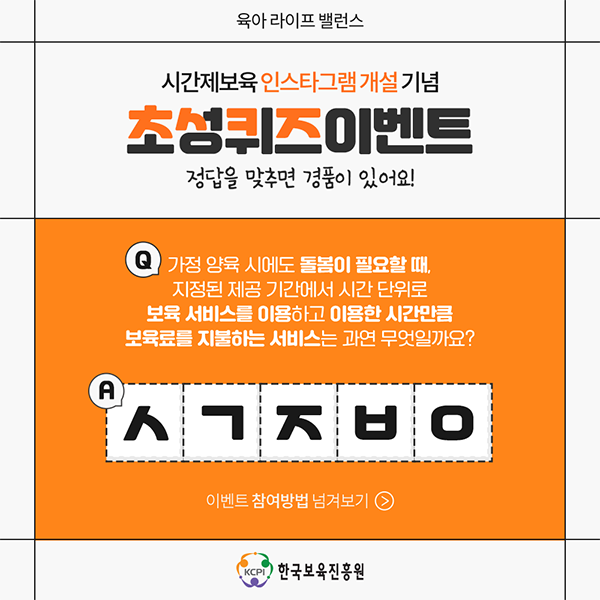 육아 라이프 밸런스
시간제보육 인스타그램 개설 기념
초성퀴즈이벤트
정답을 맞추면 경품이 있어요!
Q 가정 양육 시에도 돌봄이 필요할 때,
지정된 제공 기간에서 시간 단위로
보육 서비스를 이용하고 이용한 시간만큼
보육료를 지불하는 서비스는 과연 무엇일까요?
A ㅅㄱㅈㅂㅇ
이벤트 참여방법 넘겨보기
KCPI 한국보육진흥원